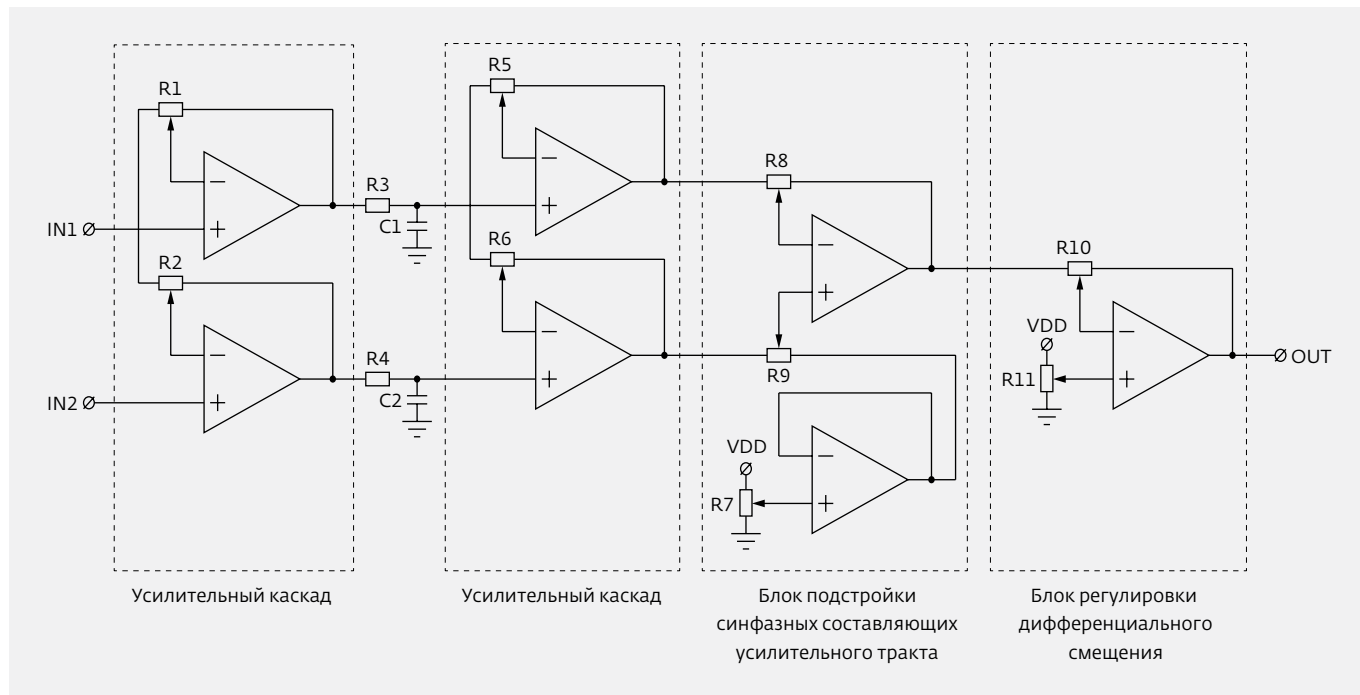 R1
R5
R3
R8
C1
IN1
R2
R6
R10
VDD
R4
R9
R11
OUT
C2
IN2
VDD
R7
Усилительный каскад
Усилительный каскад
Блок подстройки
синфазных составляющих
усилительного тракта
Блок регулировки
дифференциального
смещения